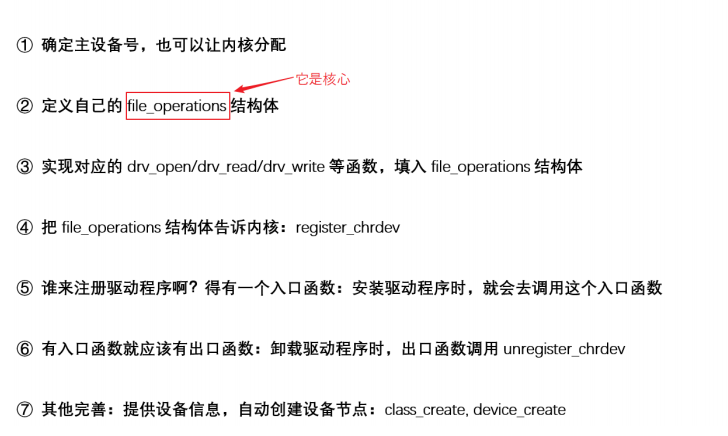 ① 确定主设备号，也可以让内核分配
它是核心
② 定义自己的 file_operations 结构体
③ 实现对应的 drv_open/drv_read/drv_write 等函数，填入 file_operations 结构体
④ 把 file_operations 结构体告诉内核：register_chrdev
⑤ 谁来注册驱动程序啊？得有一个入口函数：安装驱动程序时，就会去调用这个入口函数
⑥ 有入口函数就应该有出口函数：卸载驱动程序时，出口函数调用 unregister_chrdev
⑦ 其他完善：提供设备信息，自动创建设备节点：class_create, device_create